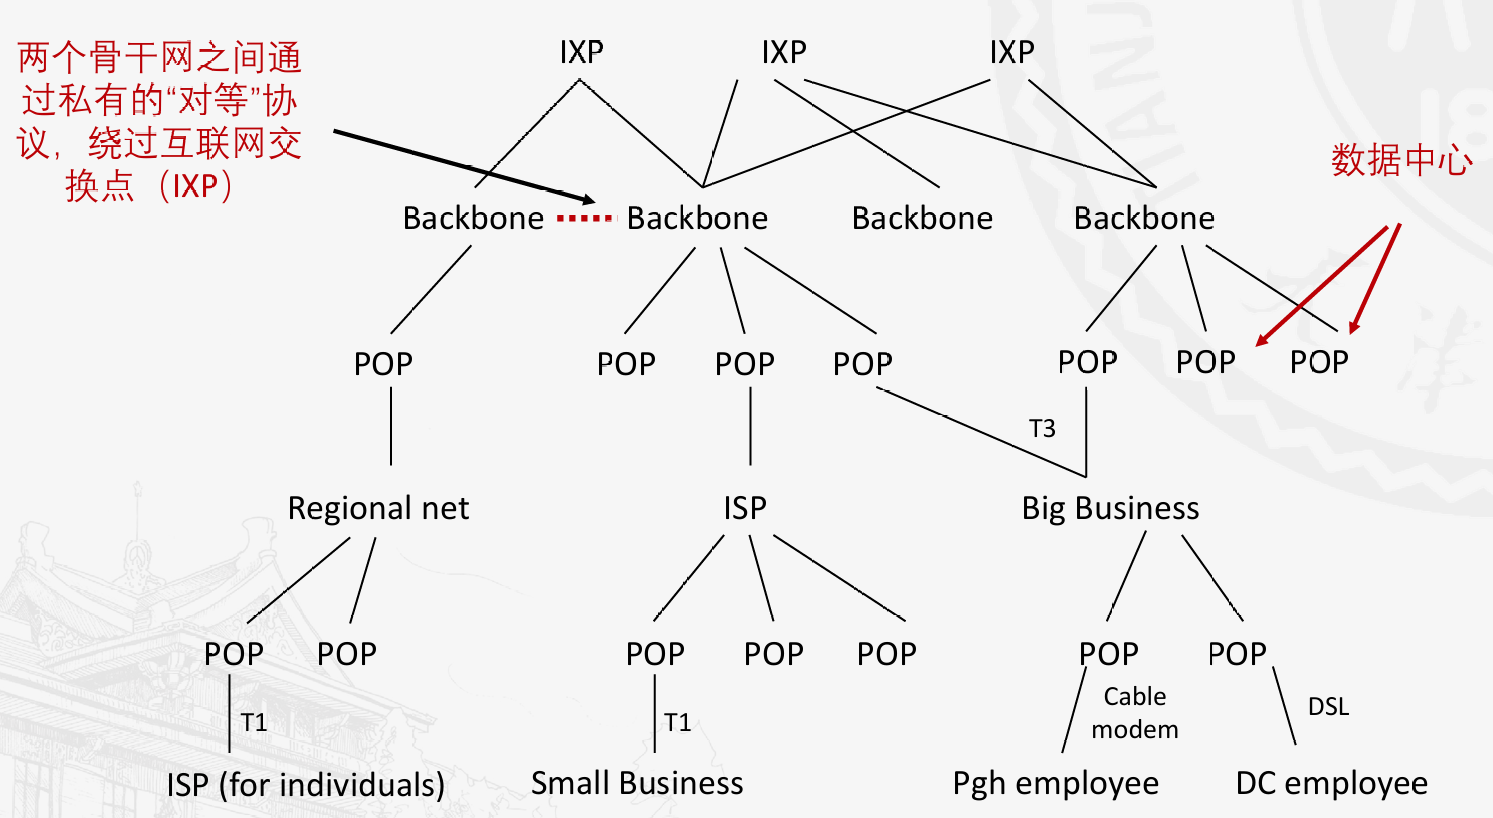 IXP
IXP
IXP
两个骨干网之间通
过私有的“对等”协
议，绕过互联网交
换点（IXP）
数据中心
Backbone
Backbone
Backbone
Backbone
POP
POP
POP
POP
POP
POP
POP
T3
Regional net
ISP
Big Business
POP
POP
POP
POP
POP
POP
POP
T1
T1
Cable
modem
DSL
ISP (for individuals)
Small Business
Pgh employee
DC employee